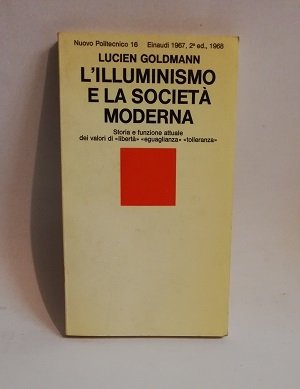 Nuovo Politecnico 16 Einaudi 1967, 2ª ed., 1968
LUCIEN GOLDMANN
L'ILLUMINISMO
E LA SOCIETÀ
MODERNA
Storia e funzione attuale
dei valori di «libertà» «eguaglianza» «tolleranza»